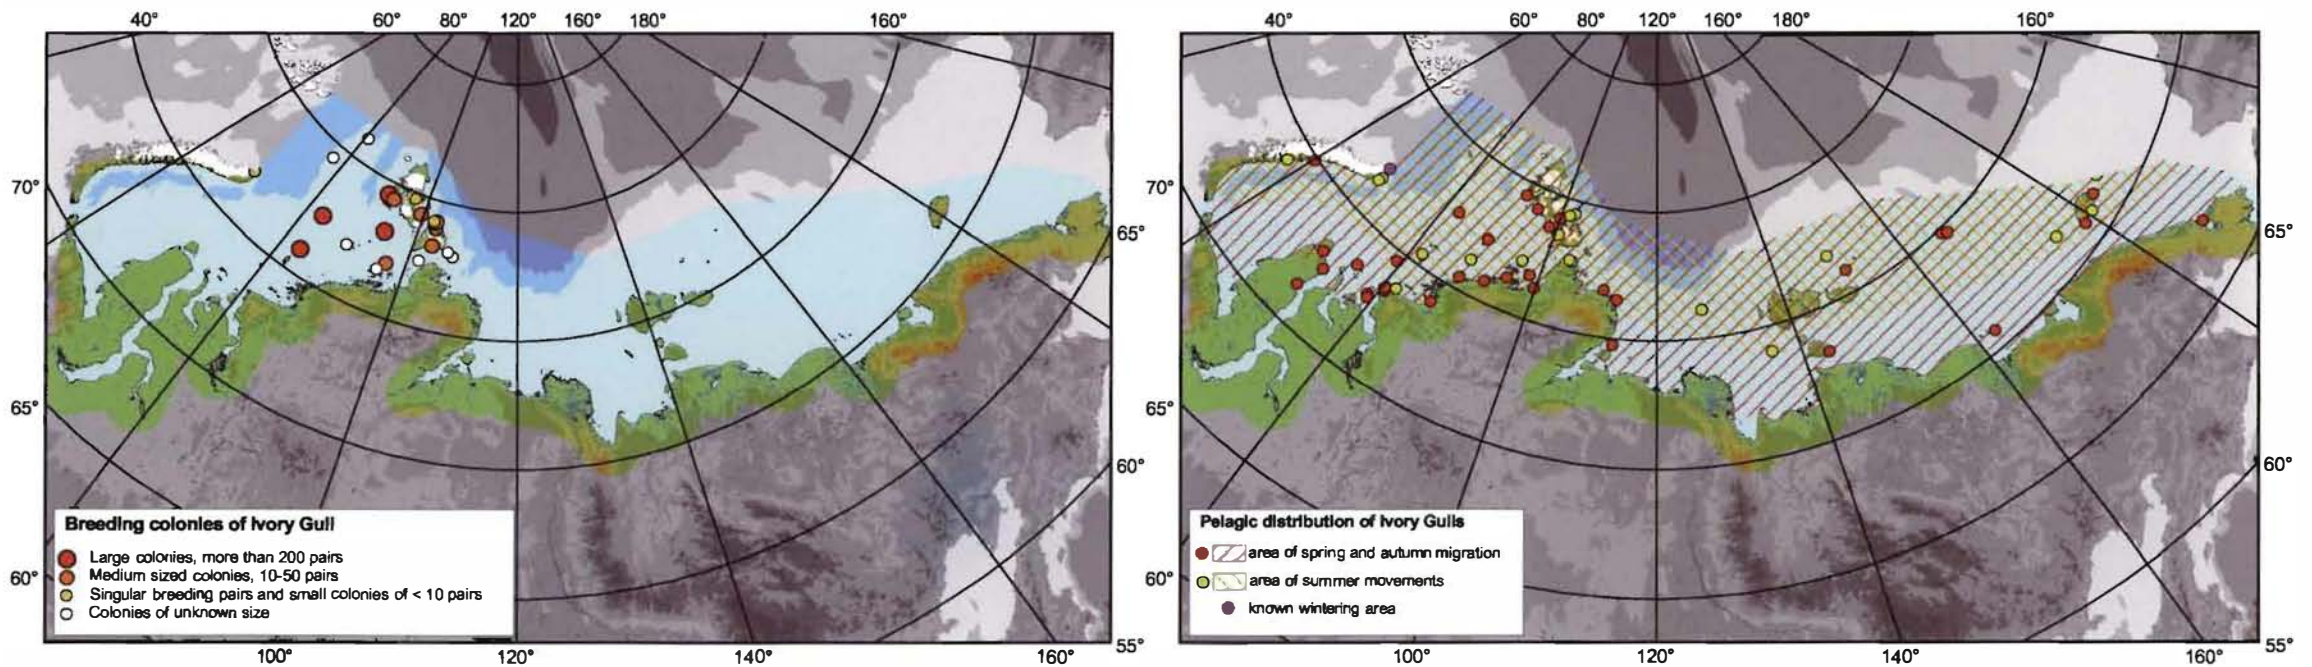 40° 60° 80° 120° 160° 180° 160°
70°
65°
65°
60°
60°
55°
100° 120° 140° 160°
Breeding colonies of Ivory Gull
Large colonies, more than 200 pairs
Medium sized colonies, 10-50 pairs
Singular breeding pairs and small colonies of < 10 pairs
Colonies of unknown size
40° 60° 80° 120° 160° 180° 160°
70°
65°
65°
60°
60°
55°
100° 120° 140° 160°
Pelagic distribution of Ivory Gulls
area of spring and autumn migration
area of summer movements
known wintering area